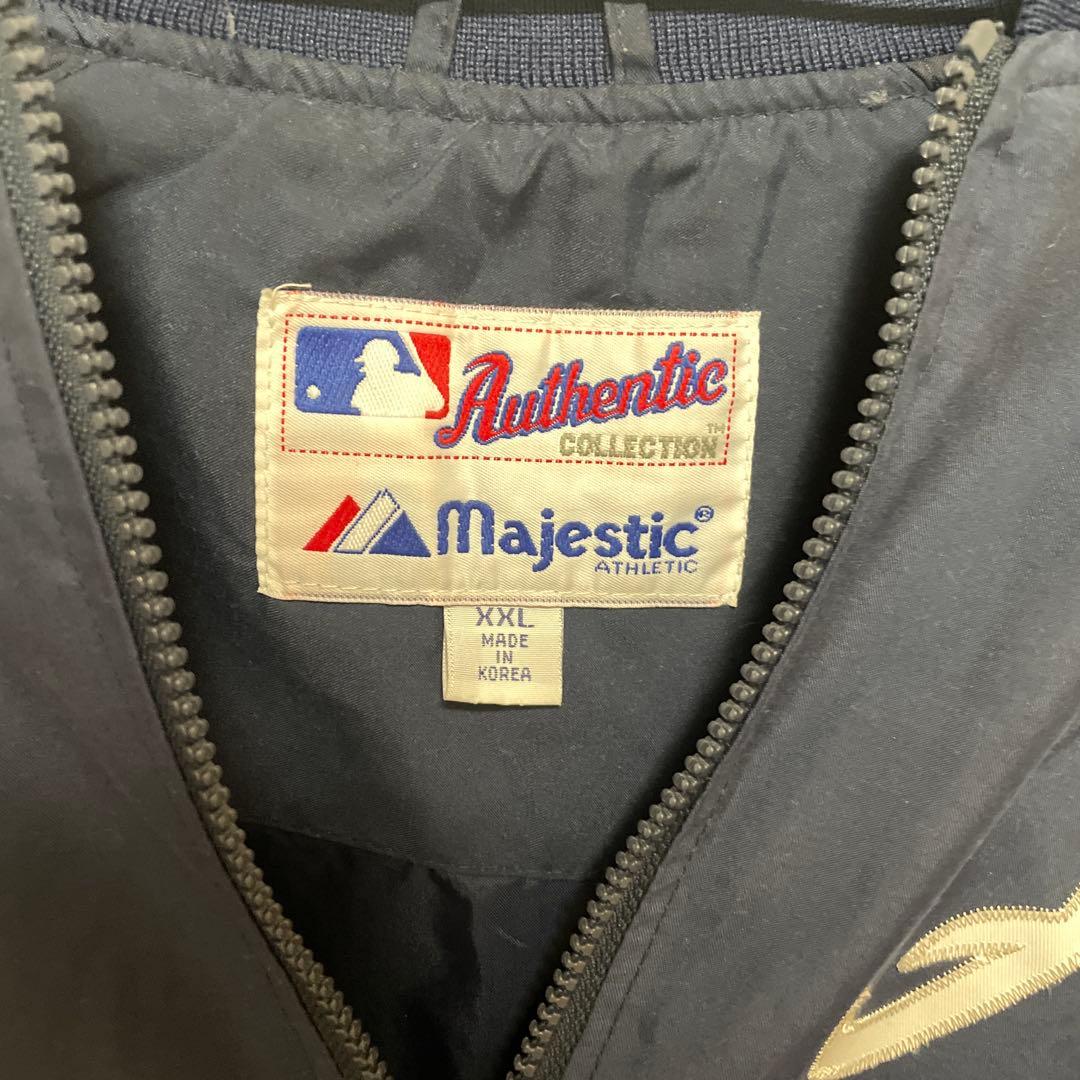 Authentic
COLLECTION™
Majestic®
ATHLETIC
XXL
MADE
IN
KOREA